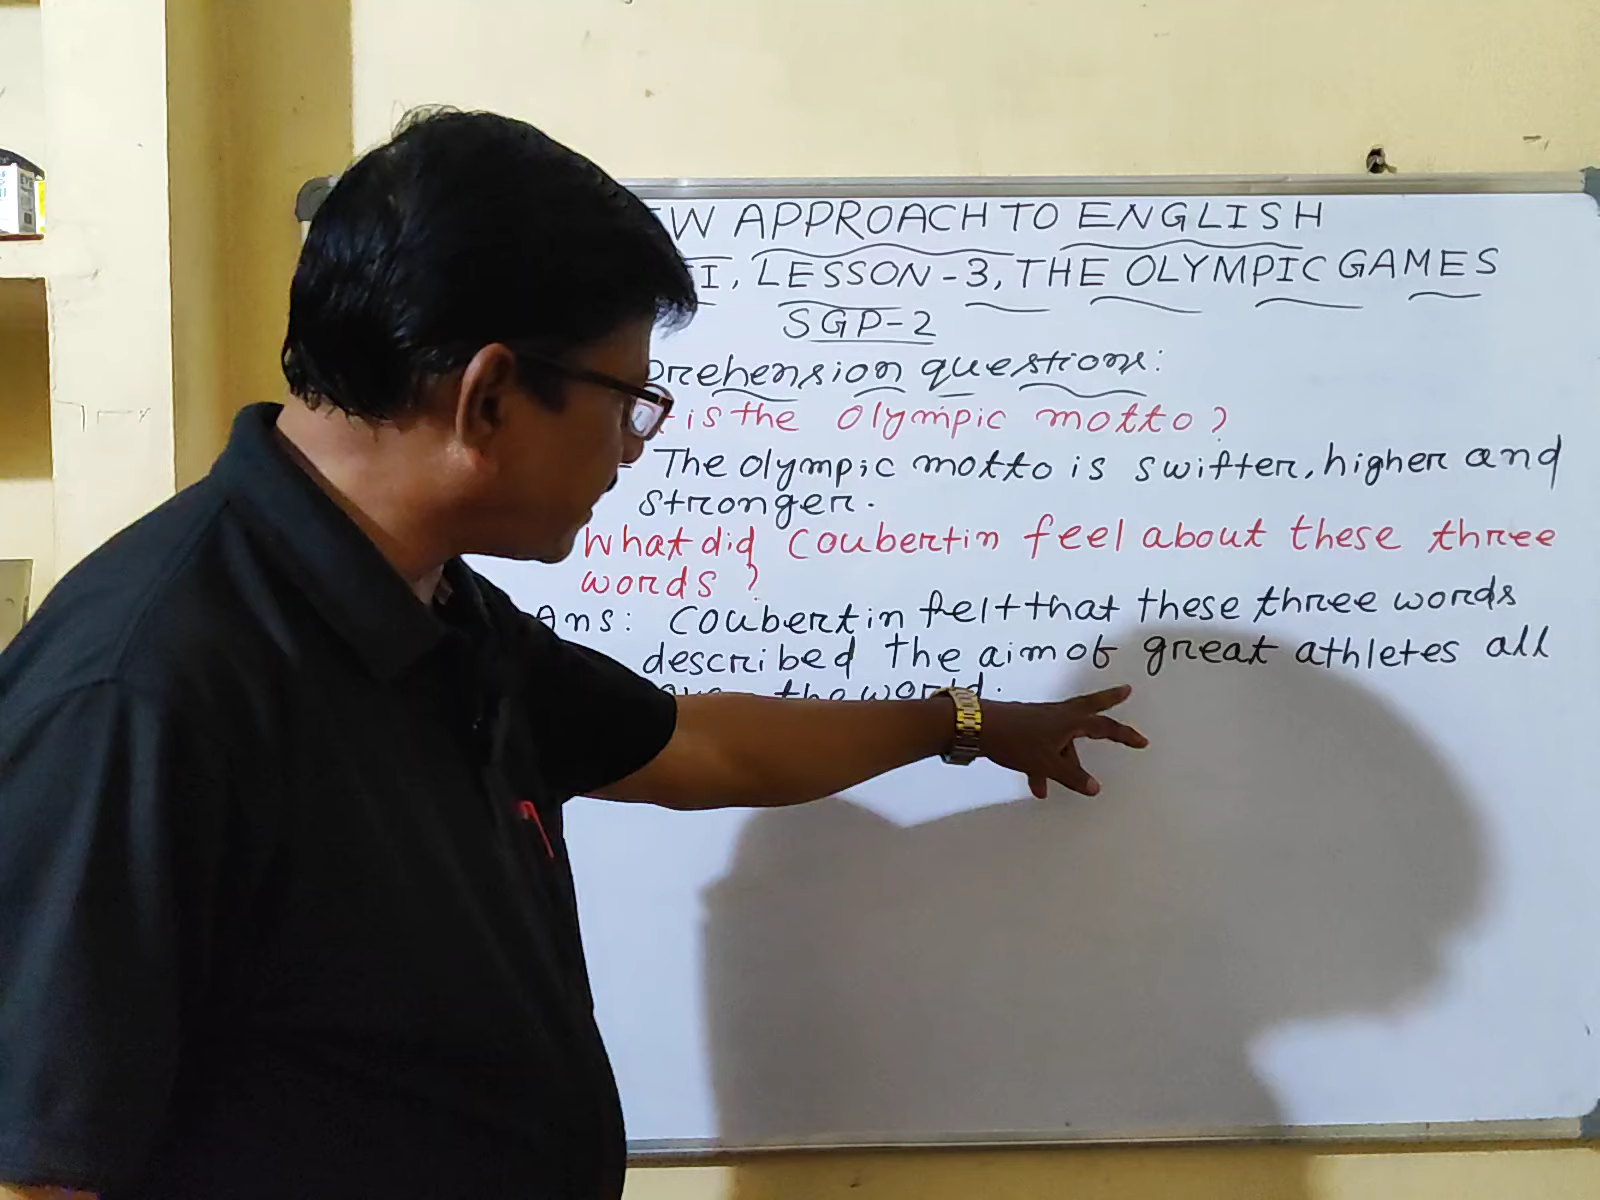 W APPROACH TO ENGLISH
I, LESSON-3, THE OLYMPIC GAMES
SGP-2
prehension questions:
is the Olympic motto?
The Olympic motto is swifter, higher and
stronger.
What did Coubertin feel about these three
words?
Ans: Coubertin felt that these three words
described the aim of great athletes all
the world.